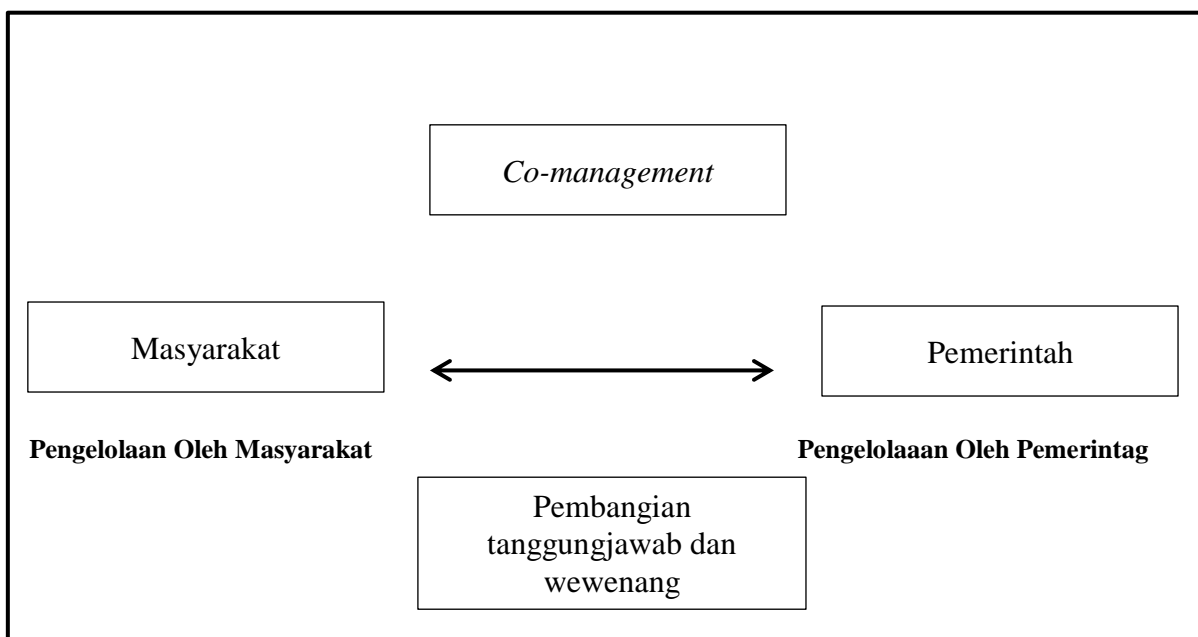 Co-management
Masyarakat
Pemerintah
Pengelolaan Oleh Masyarakat
Pengelolaaan Oleh Pemerintag
Pembangian
tanggungjawab dan
wewenang